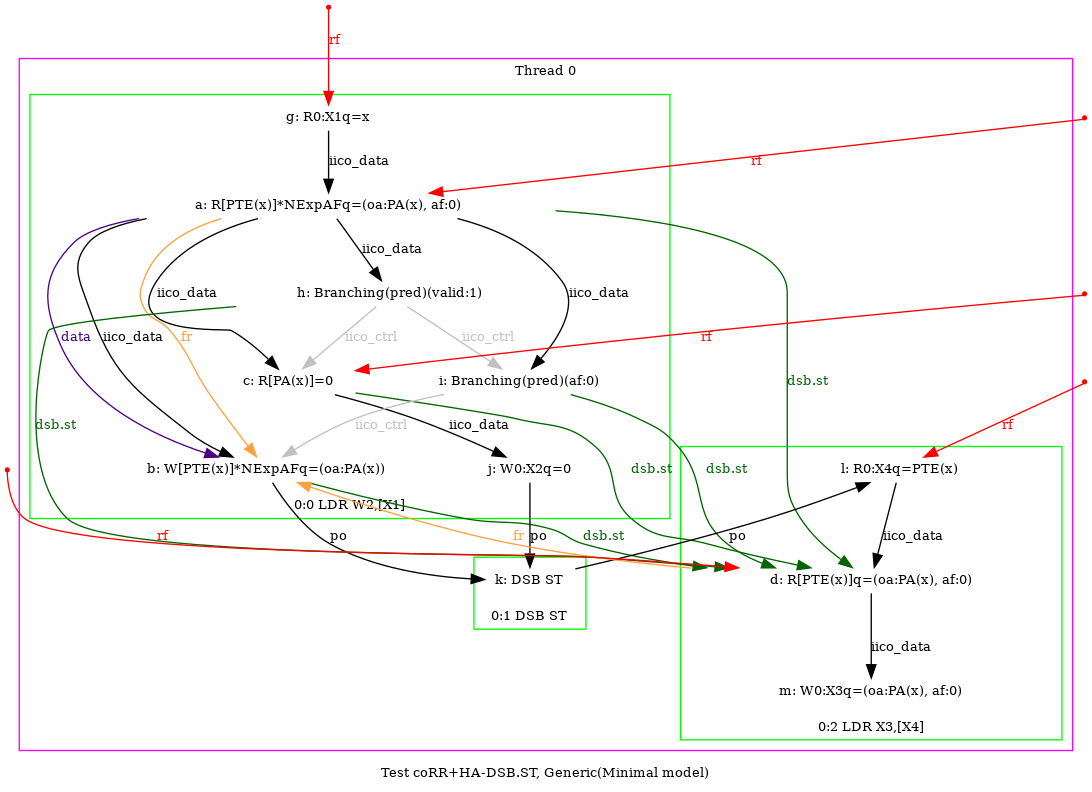 rf
Thread 0
g: R0:X1q=x
iico_data
rf
a: R[PTE(x)]*NExpAFq=(oa:PA(x), af:0)
iico_data
iico_data
iico_data
h: Branching(pred)(valid:1)
data
iico_data
fr
iico_ctrl
iico_ctrl
rf
c: R[PA(x)]=0
i: Branching(pred)(af:0)
dsb.st
dsb.st
iico_ctrl
iico_data
rf
b: W[PTE(x)]*NExpAFq=(oa:PA(x))
j: W0:X2q=0
dsb.st
dsb.st
l: R0:X4q=PTE(x)
0:0 LDR W2,[X1]
rf
po
fr
po
dsb.st
po
iico_data
k: DSB ST
d: R[PTE(x)]q=(oa:PA(x), af:0)
0:1 DSB ST
iico_data
m: W0:X3q=(oa:PA(x), af:0)
0:2 LDR X3,[X4]
Test coRR+HA-DSB.ST, Generic(Minimal model)